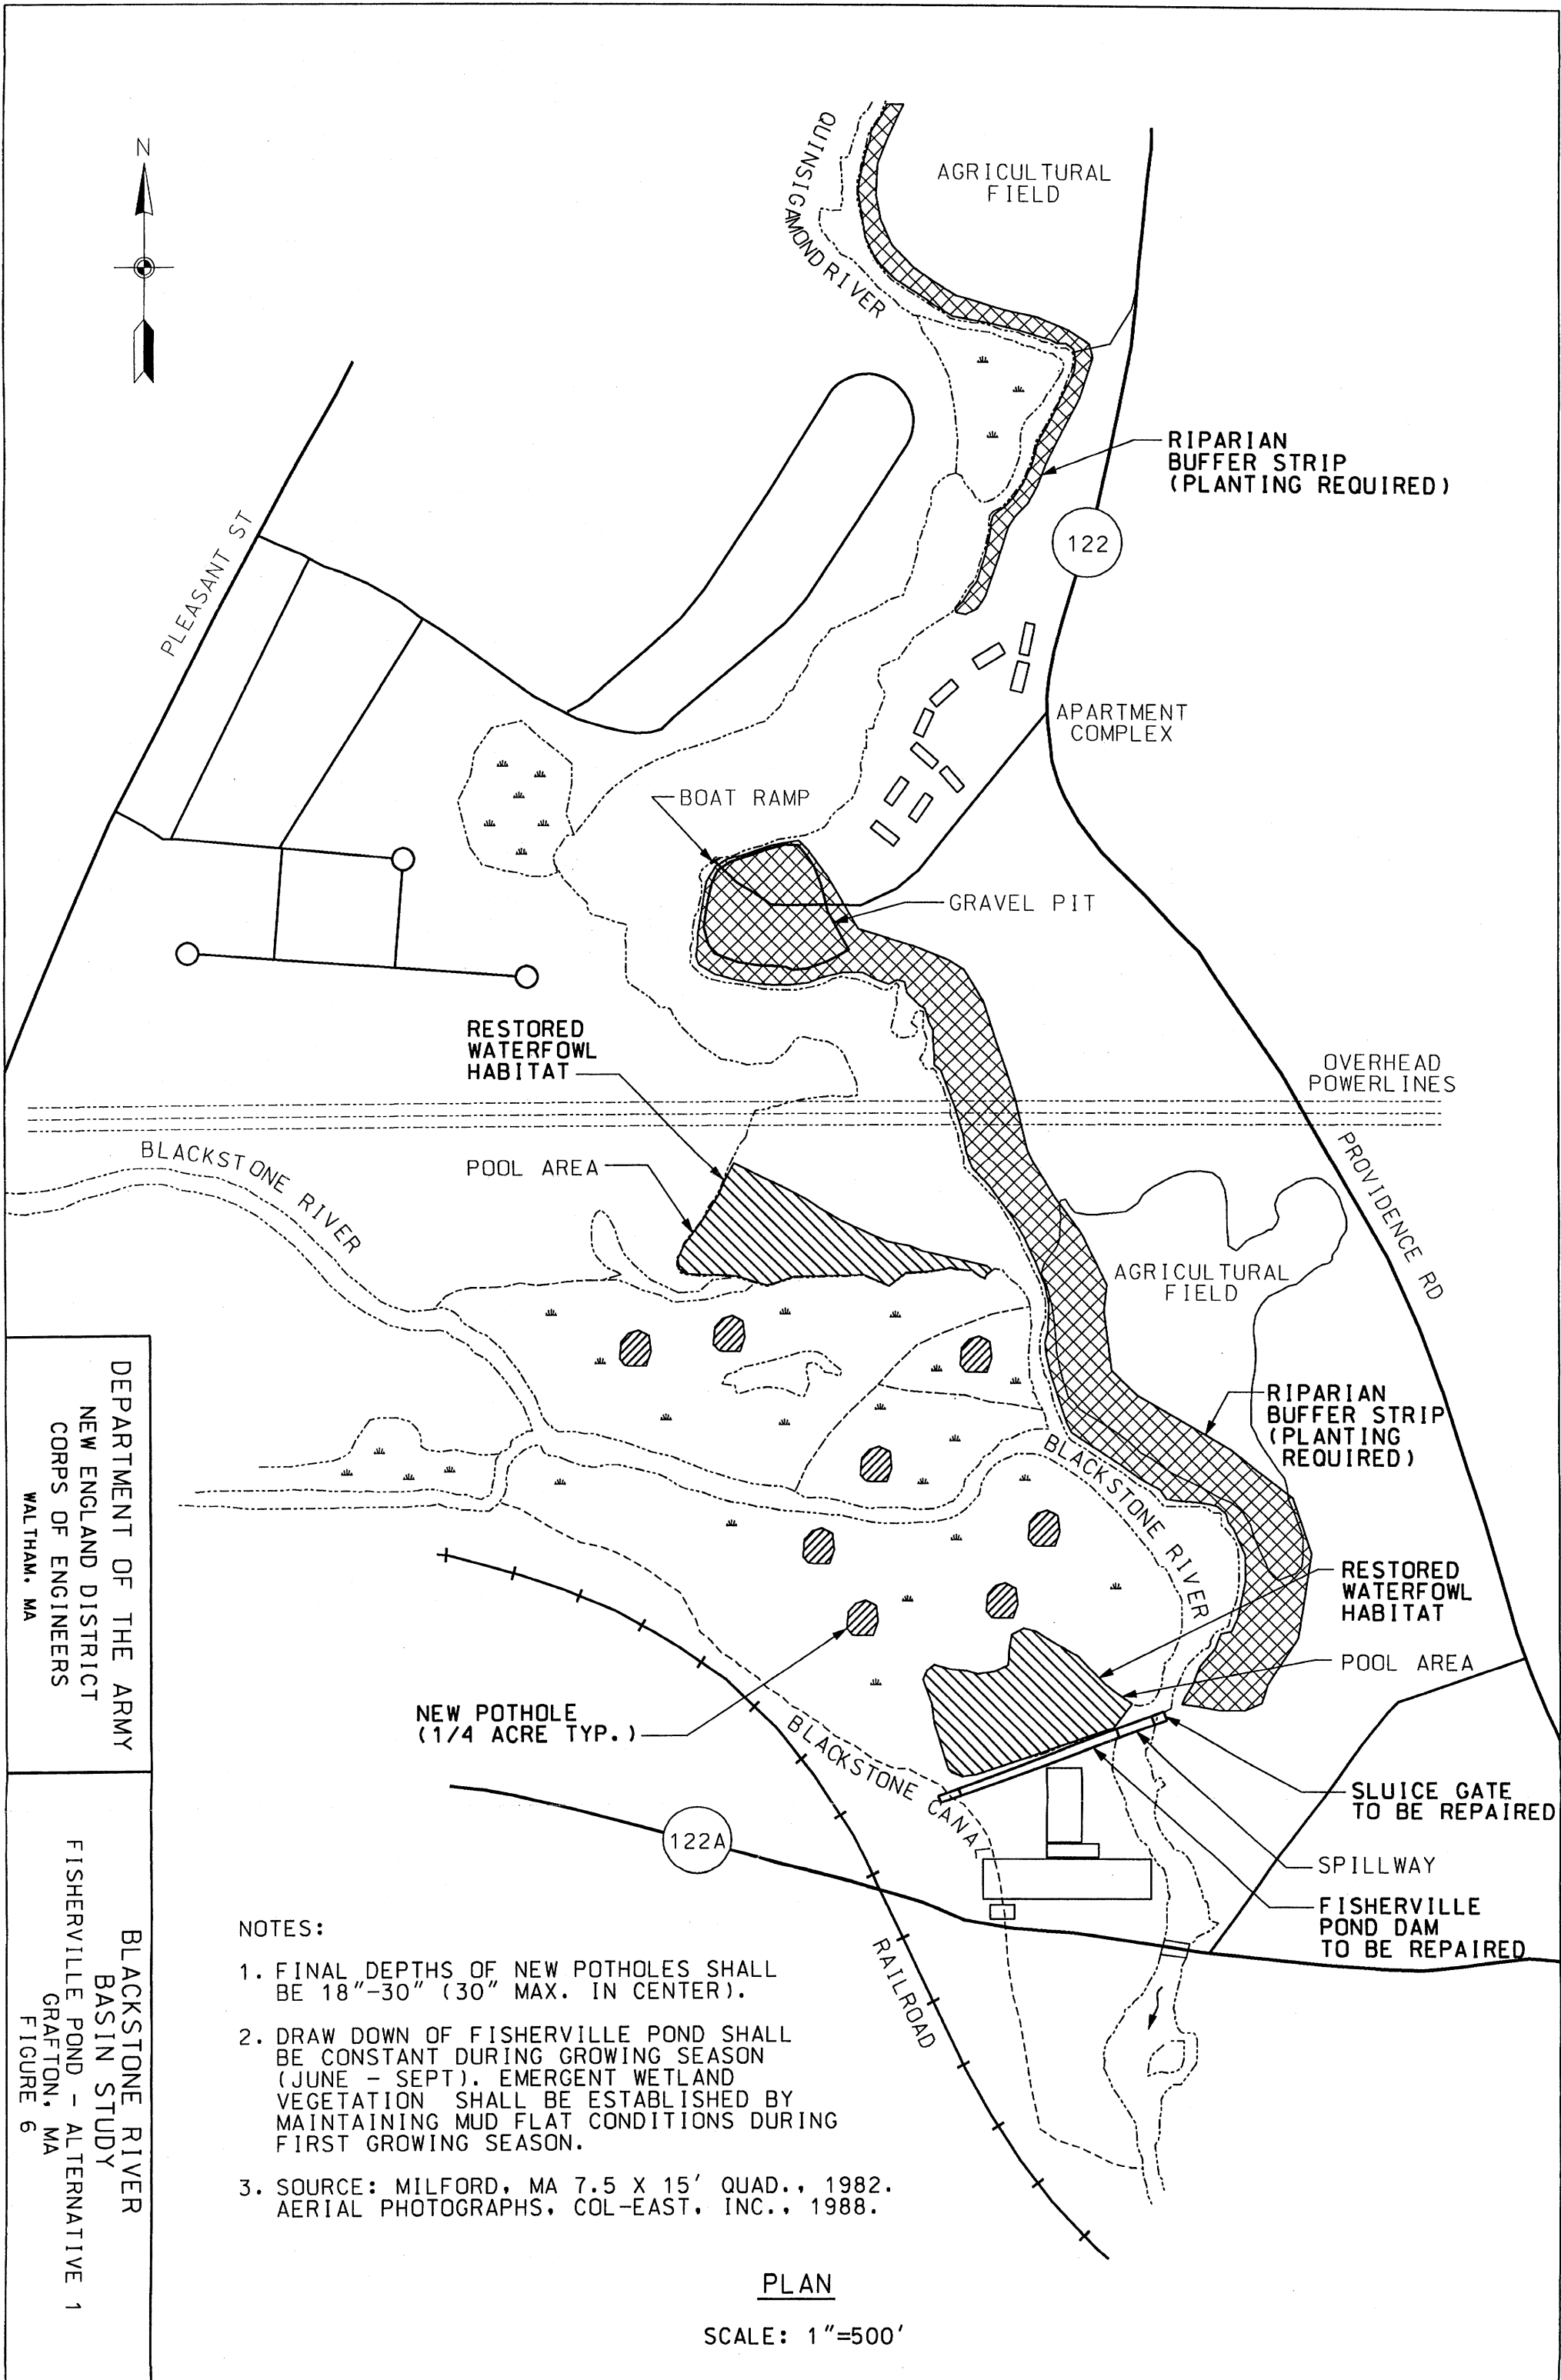 N
QUINSIGAMOND RIVER
AGRICULTURAL
FIELD
RIPARIAN
BUFFER STRIP
(PLANTING REQUIRED)
122
PLEASANT ST
APARTMENT
COMPLEX
BOAT RAMP
GRAVEL PIT
RESTORED
WATERFOWL
HABITAT
OVERHEAD
POWERLINES
BLACKSTONE RIVER
POOL AREA
PROVIDENCE RD
AGRICULTURAL
FIELD
RIPARIAN
BUFFER STRIP
(PLANTING
REQUIRED)
BLACKSTONE RIVER
RESTORED
WATERFOWL
HABITAT
POOL AREA
NEW POTHOLE
(1/4 ACRE TYP.)
BLACKSTONE CANAL
SLUICE GATE
TO BE REPAIRED
122A
SPILLWAY
FISHERVILLE
POND DAM
TO BE REPAIRED
RAILROAD
NOTES:
1. FINAL DEPTHS OF NEW POTHOLES SHALL
BE 18"-30" (30" MAX. IN CENTER).
2. DRAW DOWN OF FISHERVILLE POND SHALL
BE CONSTANT DURING GROWING SEASON
(JUNE - SEPT). EMERGENT WETLAND
VEGETATION SHALL BE ESTABLISHED BY
MAINTAINING MUD FLAT CONDITIONS DURING
FIRST GROWING SEASON.
3. SOURCE: MILFORD, MA 7.5 X 15' QUAD., 1982.
AERIAL PHOTOGRAPHS, COL-EAST, INC., 1988.
PLAN
SCALE: 1"=500'
DEPARTMENT OF THE ARMY
NEW ENGLAND DISTRICT
CORPS OF ENGINEERS
WALTHAM, MA
BLACKSTONE RIVER
BASIN STUDY
FISHERVILLE POND - ALTERNATIVE 1
GRAFTON, MA
FIGURE 6